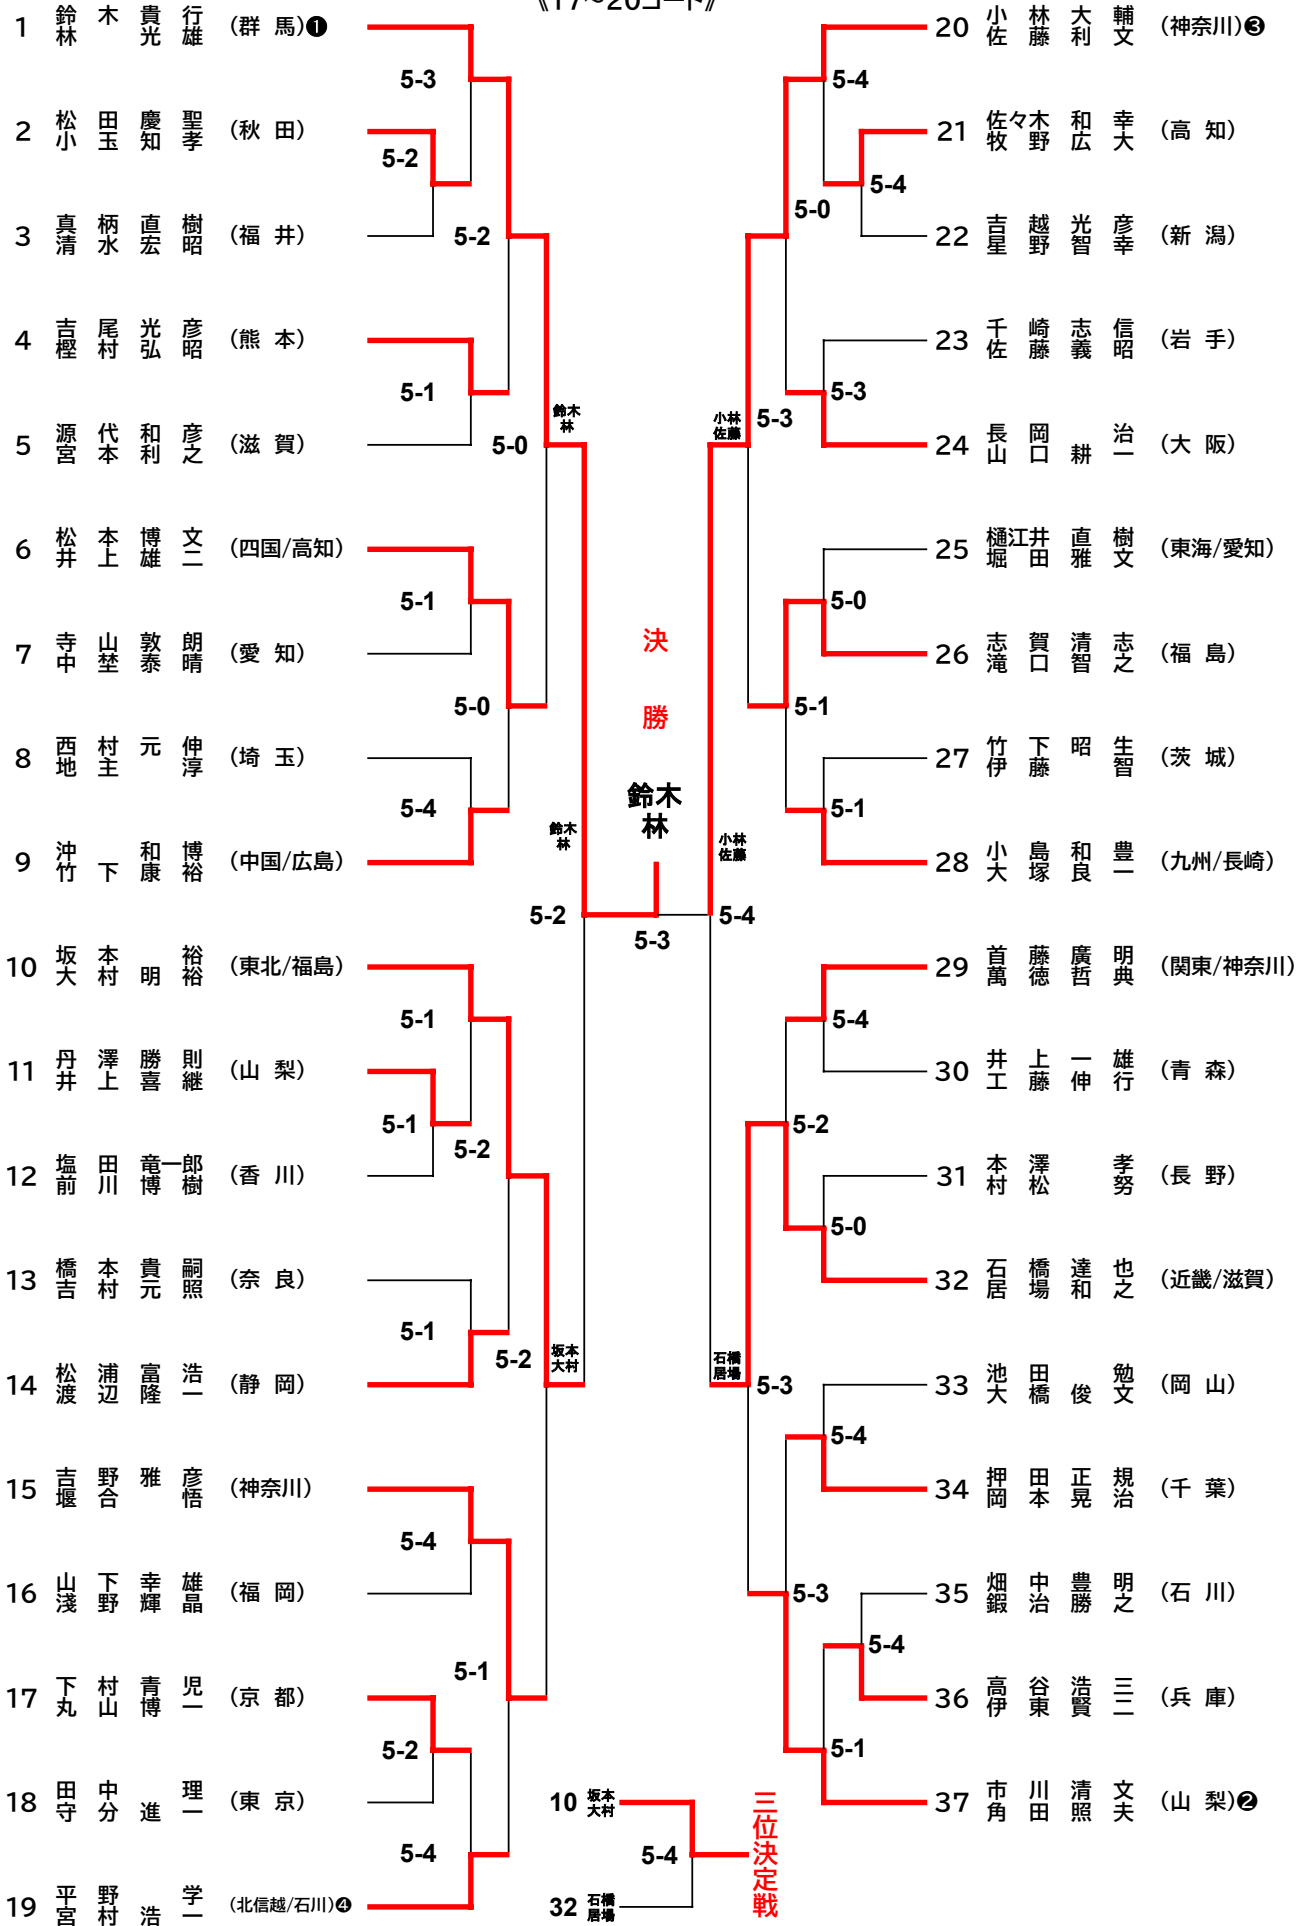 《17～20コート》
1 鈴木貴行 林光雄 (群馬)❶
2 松田慶聖 小玉知孝 (秋田)
3 真柄直樹 清水宏昭 (福井)
4 吉尾光彦 樫村弘昭 (熊本)
5 源代和彦 宮本利之 (滋賀)
6 松本博文 井上雄二 (四国/高知)
7 寺山敦朗 中埜泰晴 (愛知)
8 西村元伸 地主淳 (埼玉)
9 沖和博 竹下康裕 (中国/広島)
10 坂本裕 大村明裕 (東北/福島)
11 丹澤勝則 井上喜継 (山梨)
12 塩田竜一郎 前川博樹 (香川)
13 橋本貴嗣 吉村元照 (奈良)
14 松浦富浩 渡辺隆一 (静岡)
15 吉野雅彦 堰合悟 (神奈川)
16 山下幸雄 淺野輝晶 (福岡)
17 下村青児 丸山博一 (京都)
18 田中理 守分進一 (東京)
19 平野学 宮村浩一 (北信越/石川)❹
5-3
5-2
5-2
5-1
5-0
5-1
5-0
5-4
5-2
5-1
5-1
5-2
5-1
5-2
5-4
5-1
5-2
5-4
鈴木
林
鈴木
林
坂本
大村
決
勝
鈴木
林
5-3
小林
佐藤
小林
佐藤
石橋
居場
20 小林大輔 佐藤利文 (神奈川)❸
21 佐々木和幸 牧野広大 (高知)
22 吉越光彦 星野智幸 (新潟)
23 千崎志信 佐藤義昭 (岩手)
24 長岡治 山口耕一 (大阪)
25 樋江井直樹 堀田雅文 (東海/愛知)
26 志賀清志 滝口智之 (福島)
27 竹下昭生 伊藤智 (茨城)
28 小島和豊 大塚良一 (九州/長崎)
29 首藤廣明 萬徳哲典 (関東/神奈川)
30 井上一雄 工藤伸行 (青森)
31 本澤孝 村松努 (長野)
32 石橋達也 居場和之 (近畿/滋賀)
33 池田勉 大橋俊文 (岡山)
34 押田正規 岡本晃治 (千葉)
35 畑中豊明 鍜治勝之 (石川)
36 高谷浩三 伊東賢二 (兵庫)
37 市川清文 角田照夫 (山梨)❷
5-4
5-4
5-0
5-3
5-3
5-0
5-1
5-1
5-4
5-4
5-2
5-0
5-3
5-4
5-3
5-4
5-1
10 坂本
大村
5-4
32 石橋
居場
三位決定戦